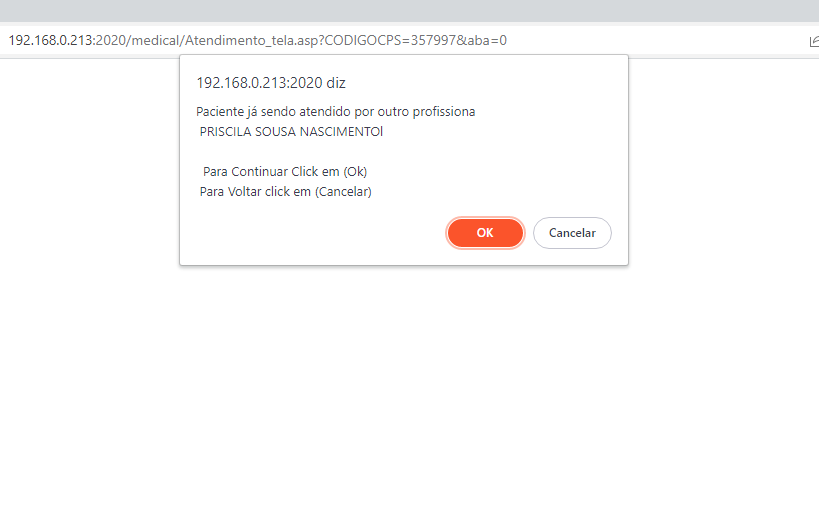 192.168.0.213:2020/medical/Atendimento_tela.asp?CODIGOCPS=357997&aba=0
192.168.0.213:2020 diz
Paciente já sendo atendido por outro profissiona
PRISCILA SOUSA NASCIMENTOl
Para Continuar Click em (Ok)
Para Voltar click em (Cancelar)
OK Cancelar